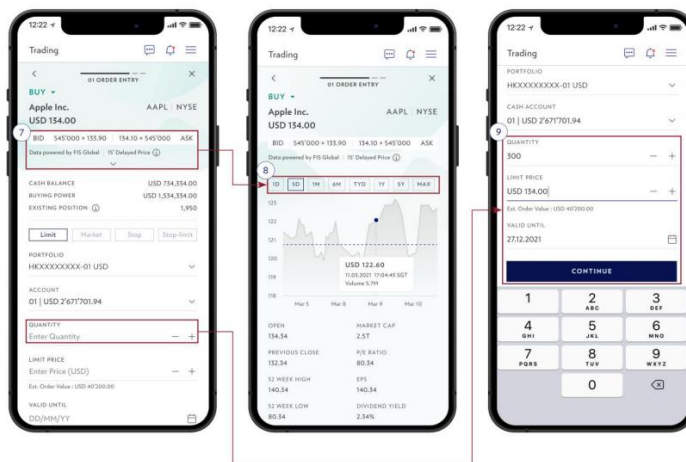 12:22
Trading
01 ORDER ENTRY
BUY
Apple Inc. AAPL | NYSE
USD 134.00
7
BID 545'000 • 133.90 134.10 • 545'000 ASK
Data powered by FIS Global | 15' Delayed Price
CASH BALANCE USD 734,334.00
BUYING POWER USD 1,534,334.00
EXISTING POSITION 1,950
Limit Market Stop Stop-limit
PORTFOLIO
HKXXXXXXXX-01 USD
ACCOUNT
01 | USD 2'671'701.94
QUANTITY
Enter Quantity − +
LIMIT PRICE
Enter Price (USD) − +
Est. Order Value : USD 40'200.00
VALID UNTIL
DD/MM/YY
12:22
Trading
01 ORDER ENTRY
BUY
Apple Inc. AAPL | NYSE
USD 134.00
BID 545'000 • 133.90 134.10 • 545'000 ASK
Data powered by FIS Global | 15' Delayed Price
8
1D 5D 1M 6M TYD 1Y 5Y MAX
123
122
121
120
119
118
USD 122.60
11.03.2021 17:04:45 SGT
Volume 5.7M
Mar 5 Mar 8 Mar 9 Mar 10
OPEN MARKET CAP
134.34 2.5T
PREVIOUS CLOSE P/E RATIO
132.34 80.34
52 WEEK HIGH EPS
140.34 140.34
52 WEEK LOW DIVIDEND YIELD
80.34 2.34%
12:22
Trading
PORTFOLIO
HKXXXXXXXX-01 USD
CASH ACCOUNT
01 | USD 2'671'701.94
9
QUANTITY
300 − +
LIMIT PRICE
USD 134.00 − +
Est. Order Value : USD 40'200.00
VALID UNTIL
27.12.2021
CONTINUE
1 2 3
ABC DEF
4 5 6
GHI JKL MNO
7 8 9
PQRS TUV WXYZ
0